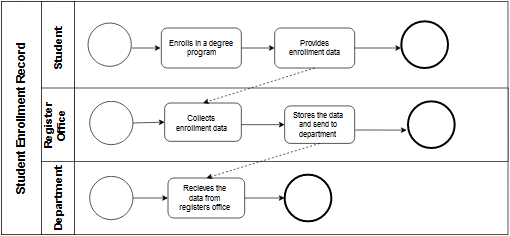 Student Enrollment Record
Student
Enrolls in a degree
program
Provides
enrollment data
Register
Office
Collects
enrollment data
Stores the data
and send to
department
Department
Recieves the
data from
registers office